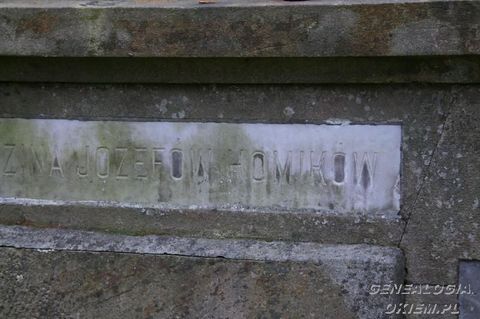 ZINA JÓZEFÓW HOMIKÓW
GENEALOGIA.
OKIEM.PL